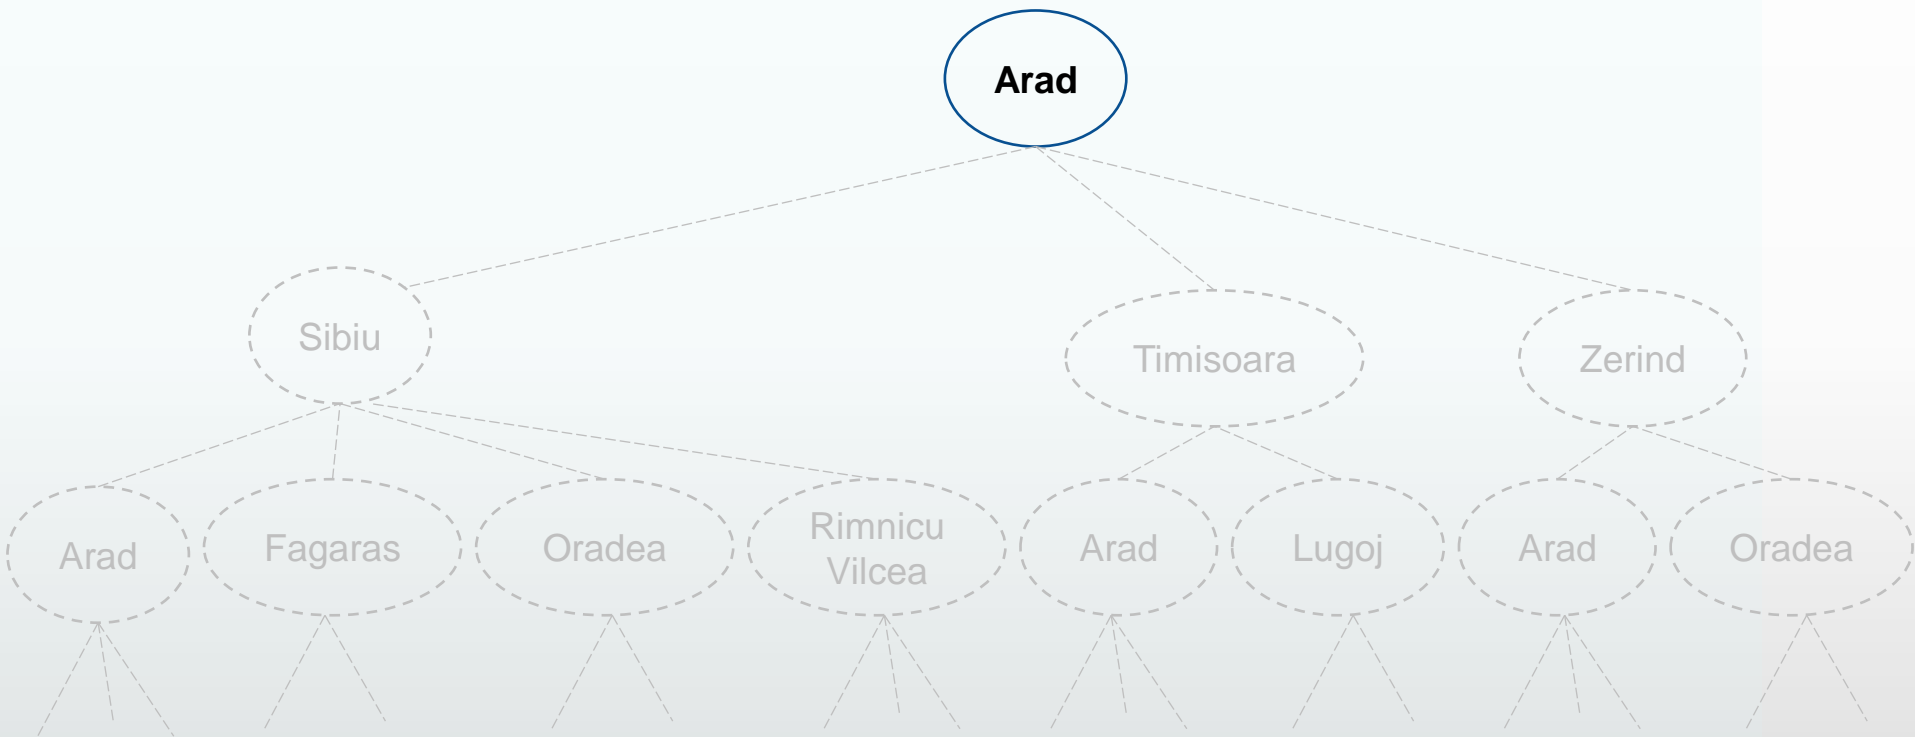 Arad
Sibiu
Timisoara
Zerind
Arad
Fagaras
Oradea
Rimnicu
Vilcea
Arad
Lugoj
Arad
Oradea